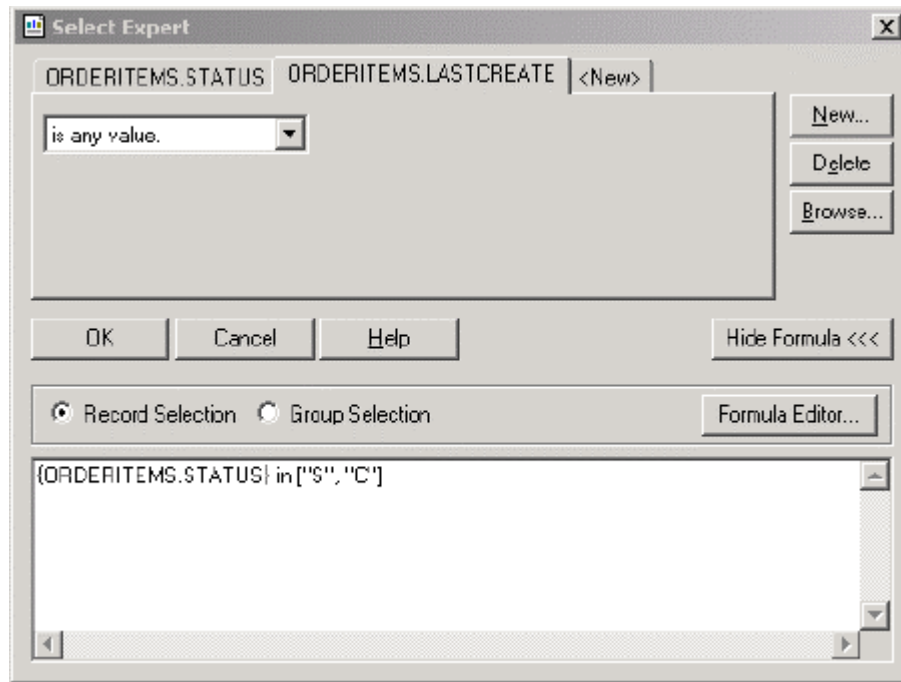 Select Expert
ORDERITEMS.STATUS ORDERITEMS.LASTCREATE <New>
is any value.
New...
Delete
Browse...
OK Cancel Help Hide Formula <<<
Record Selection Group Selection Formula Editor...
{ORDERITEMS.STATUS} in ["S", "C"]